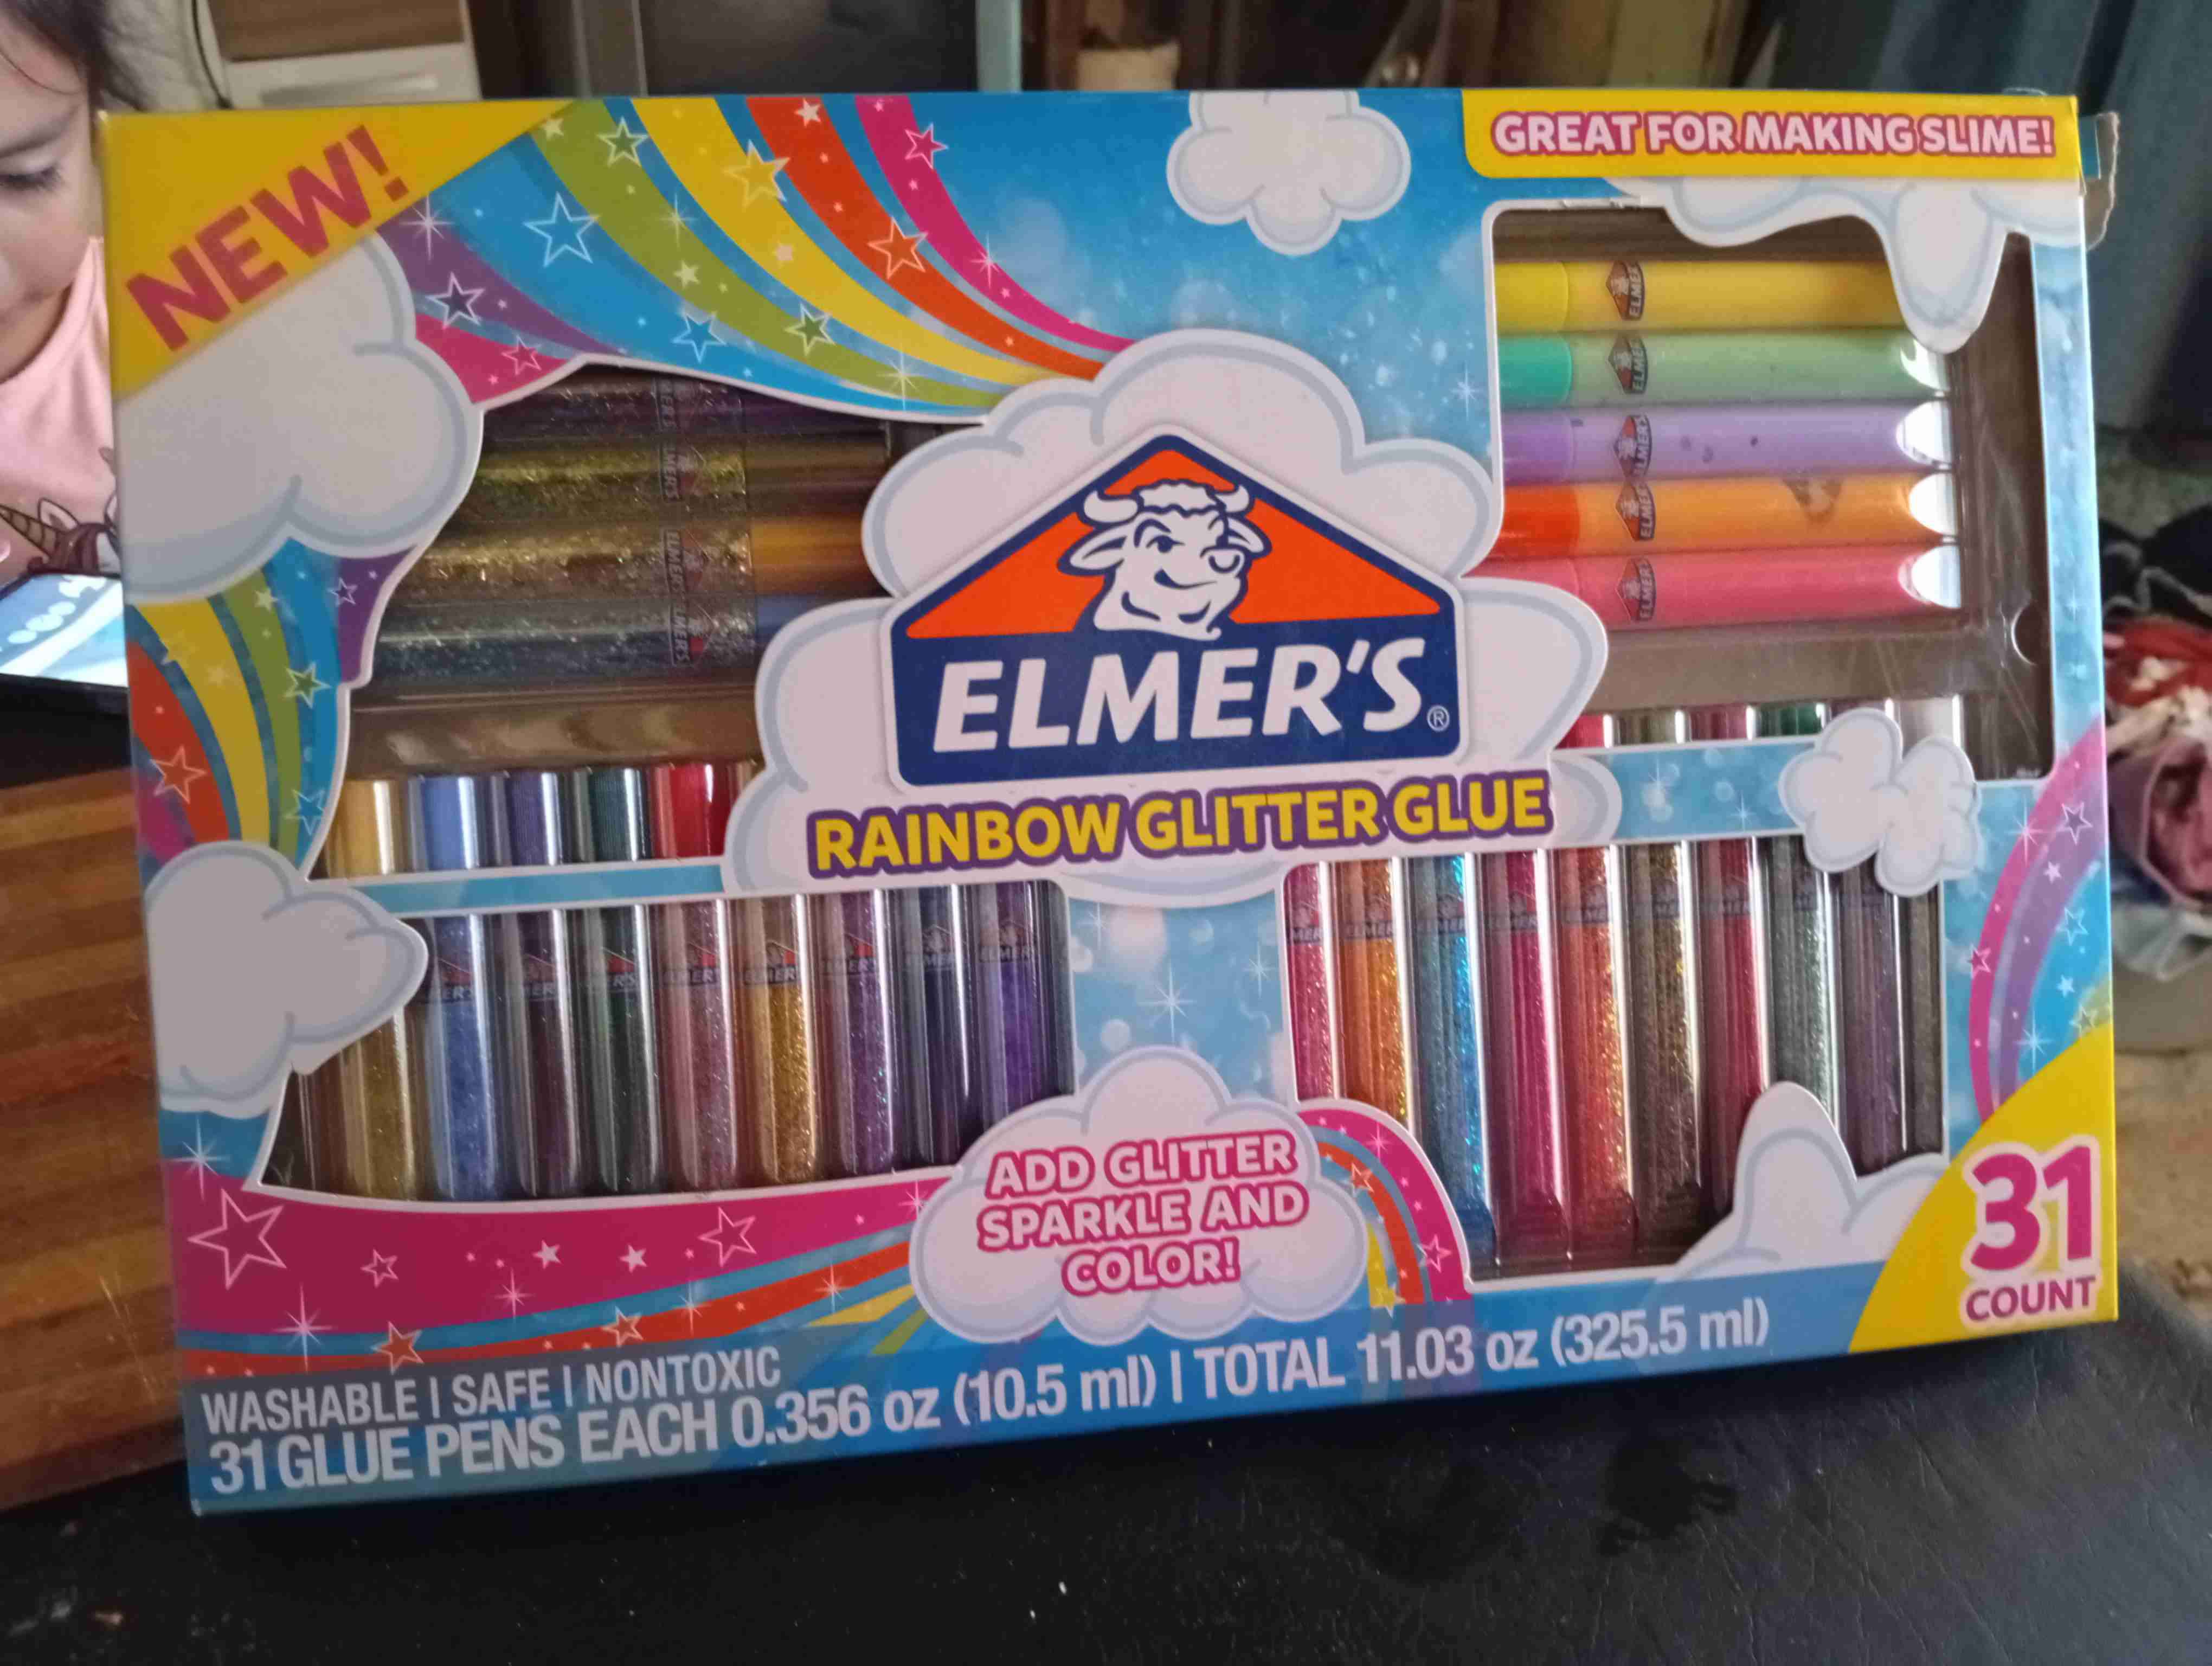 NEW!
GREAT FOR MAKING SLIME!
ELMER'S®
RAINBOW GLITTER GLUE
ADD GLITTER
SPARKLE AND
COLOR!
31
COUNT
WASHABLE | SAFE | NONTOXIC
31 GLUE PENS EACH 0.356 oz (10.5 ml) | TOTAL 11.03 oz (325.5 ml)